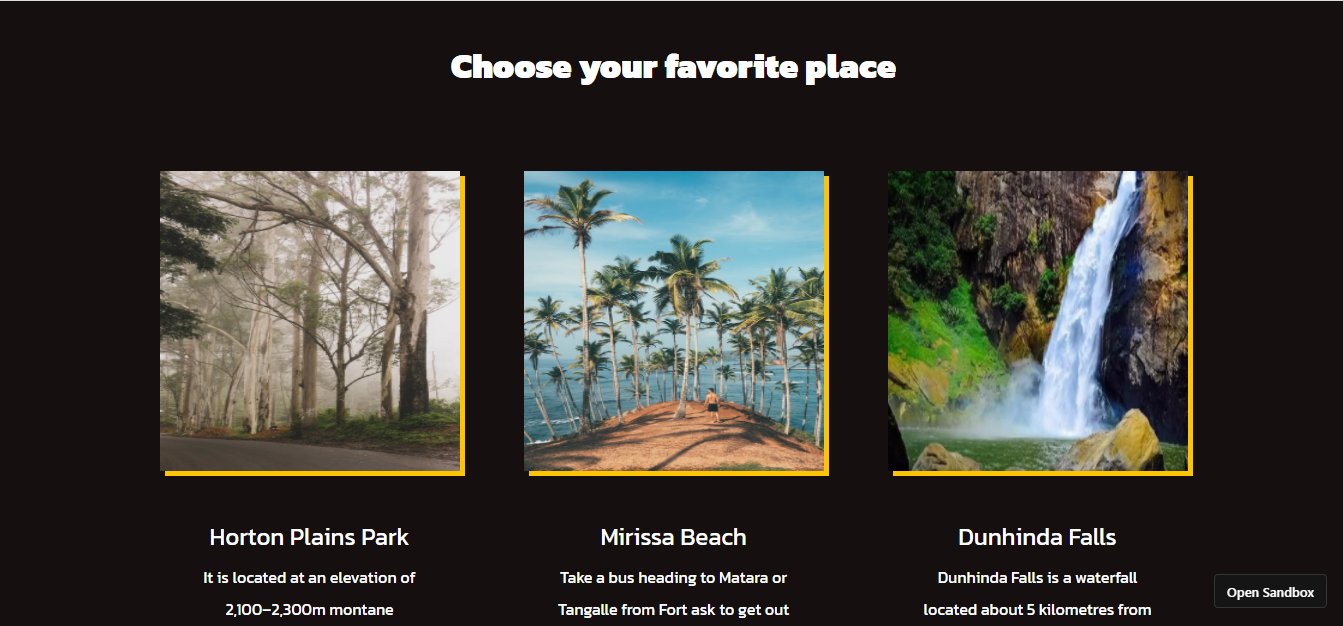 Choose your favorite place
Horton Plains Park
It is located at an elevation of
2,100–2,300m montane
Mirissa Beach
Take a bus heading to Matara or
Tangalle from Fort ask to get out
Dunhinda Falls
Dunhinda Falls is a waterfall
located about 5 kilometres from
Open Sandbox